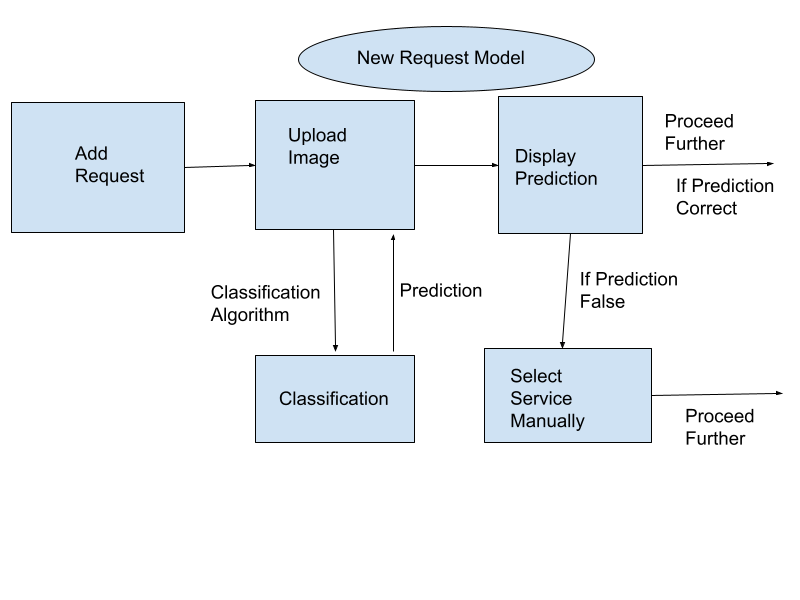 New Request Model
Add
Request
Upload
Image
Display
Prediction
Proceed
Further
If Prediction
Correct
Classification
Algorithm
Prediction
If Prediction
False
Classification
Select
Service
Manually
Proceed
Further